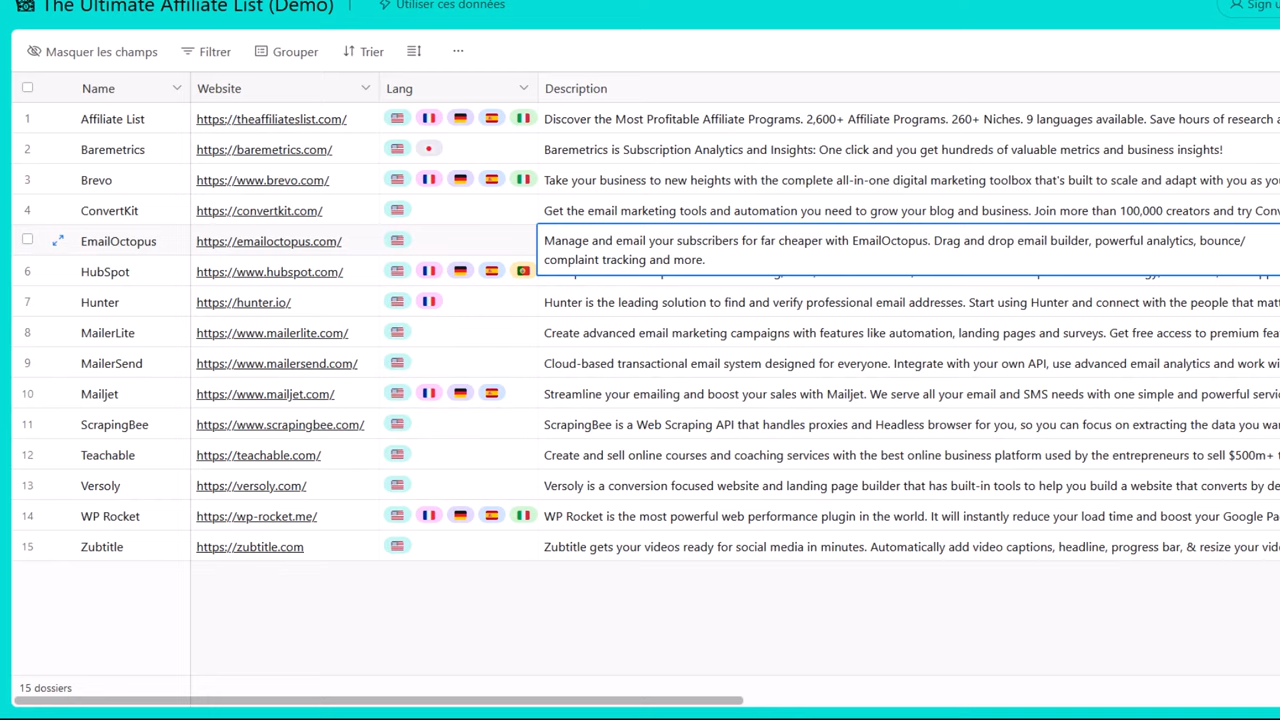 The Ultimate Affiliate List (Demo) Utiliser ces données Sign u
Masquer les champs Filtrer Grouper Trier ...
Name Website Lang Description
1 Affiliate List https://theaffiliateslist.com/ Discover the Most Profitable Affiliate Programs. 2,600+ Affiliate Programs. 260+ Niches. 9 languages available. Save hours of research a
2 Baremetrics https://baremetrics.com/ Baremetrics is Subscription Analytics and Insights: One click and you get hundreds of valuable metrics and business insights!
3 Brevo https://www.brevo.com/ Take your business to new heights with the complete all-in-one digital marketing toolbox that's built to scale and adapt with you as you
4 ConvertKit https://convertkit.com/ Get the email marketing tools and automation you need to grow your blog and business. Join more than 100,000 creators and try Conv
EmailOctopus https://emailoctopus.com/ Manage and email your subscribers for far cheaper with EmailOctopus. Drag and drop email builder, powerful analytics, bounce/
complaint tracking and more.
6 HubSpot https://www.hubspot.com/
7 Hunter https://hunter.io/ Hunter is the leading solution to find and verify professional email addresses. Start using Hunter and connect with the people that matt
8 MailerLite https://www.mailerlite.com/ Create advanced email marketing campaigns with features like automation, landing pages and surveys. Get free access to premium fea
9 MailerSend https://www.mailersend.com/ Cloud-based transactional email system designed for everyone. Integrate with your own API, use advanced email analytics and work wi
10 Mailjet https://www.mailjet.com/ Streamline your emailing and boost your sales with Mailjet. We serve all your email and SMS needs with one simple and powerful servic
11 ScrapingBee https://www.scrapingbee.com/ ScrapingBee is a Web Scraping API that handles proxies and Headless browser for you, so you can focus on extracting the data you wan
12 Teachable https://teachable.com/ Create and sell online courses and coaching services with the best online business platform used by the entrepreneurs to sell $500m+ t
13 Versoly https://versoly.com/ Versoly is a conversion focused website and landing page builder that has built-in tools to help you build a website that converts by de
14 WP Rocket https://wp-rocket.me/ WP Rocket is the most powerful web performance plugin in the world. It will instantly reduce your load time and boost your Google Pa
15 Zubtitle https://zubtitle.com Zubtitle gets your videos ready for social media in minutes. Automatically add video captions, headline, progress bar, & resize your vid
15 dossiers